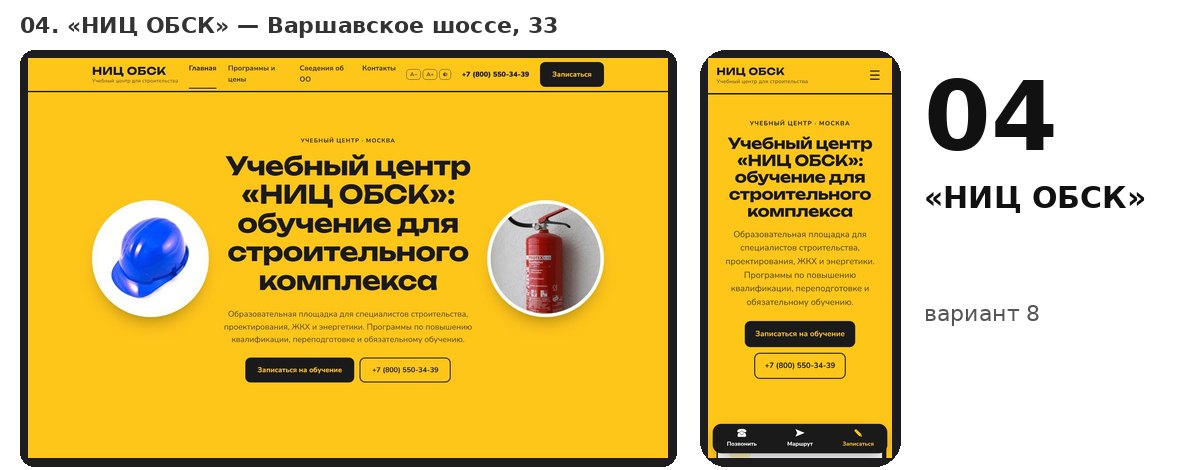 04. «НИЦ ОБСК» — Варшавское шоссе, 33
НИЦ ОБСК
Учебный центр для строительства
Главная
Программы и
цены
Сведения об
ОО
Контакты
A−
A+
+7 (800) 550-34-39
Записаться
УЧЕБНЫЙ ЦЕНТР · МОСКВА
Учебный центр
«НИЦ ОБСК»:
обучение для
строительного
комплекса
Образовательная площадка для специалистов строительства,
проектирования, ЖКХ и энергетики. Программы по повышению
квалификации, переподготовке и обязательному обучению.
Записаться на обучение
+7 (800) 550-34-39
НИЦ ОБСК
Учебный центр для строительства
УЧЕБНЫЙ ЦЕНТР · МОСКВА
Учебный центр
«НИЦ ОБСК»:
обучение для
строительного
комплекса
Образовательная площадка для
специалистов строительства,
проектирования, ЖКХ и энергетики.
Программы по повышению
квалификации, переподготовке и
обязательному обучению.
Записаться на обучение
+7 (800) 550-34-39
Позвонить
Маршрут
Записаться
04
«НИЦ ОБСК»
вариант 8